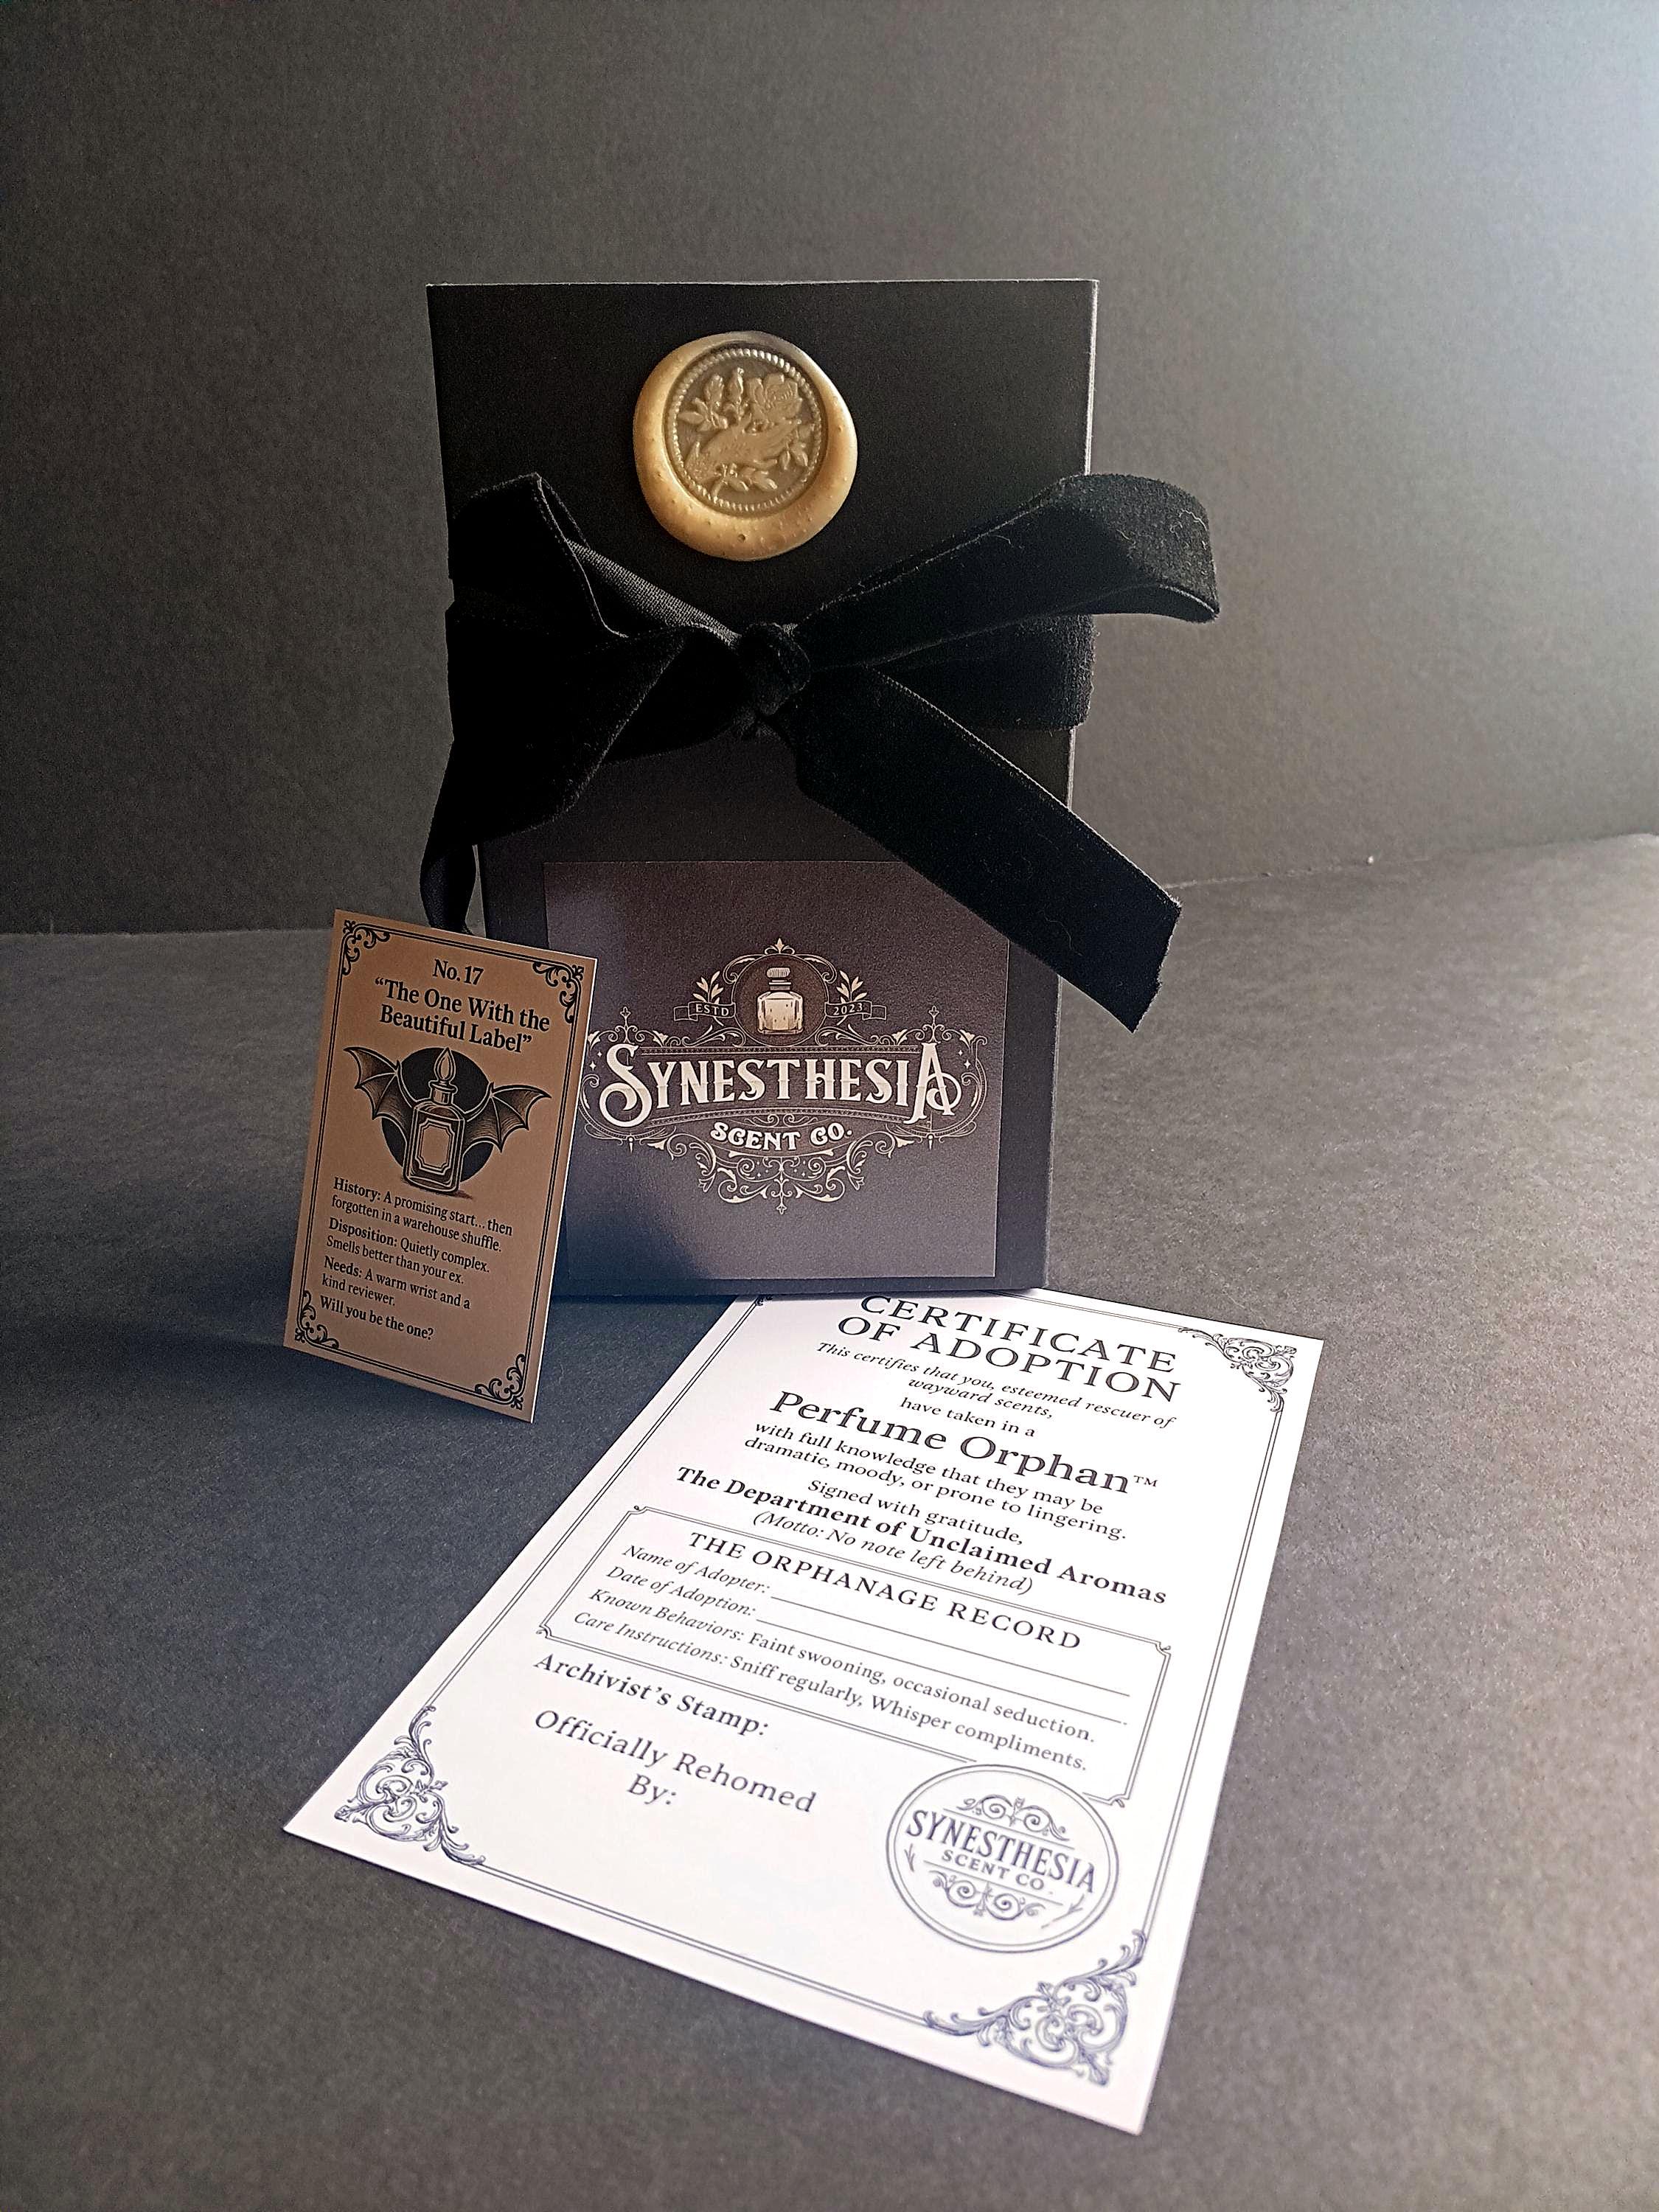 ESTD 2023
SYNESTHESIA
SCENT CO.
No. 17
“The One With the
Beautiful Label”
History: A promising start... then
forgotten in a warehouse shuffle.
Disposition: Quietly complex.
Smells better than your ex.
Needs: A warm wrist and a
kind reviewer.
Will you be the one?
CERTIFICATE
OF ADOPTION
This certifies that you, esteemed rescuer of
wayward scents,
have taken in a
Perfume Orphan™
with full knowledge that they may be
dramatic, moody, or prone to lingering.
Signed with gratitude,
The Department of Unclaimed Aromas
(Motto: No note left behind)
THE ORPHANAGE RECORD
Name of Adopter:
Date of Adoption:
Known Behaviors: Faint swooning, occasional seduction.
Care Instructions: Sniff regularly, Whisper compliments.
Archivist’s Stamp:
Officially Rehomed
By:
SYNESTHESIA
SCENT CO.